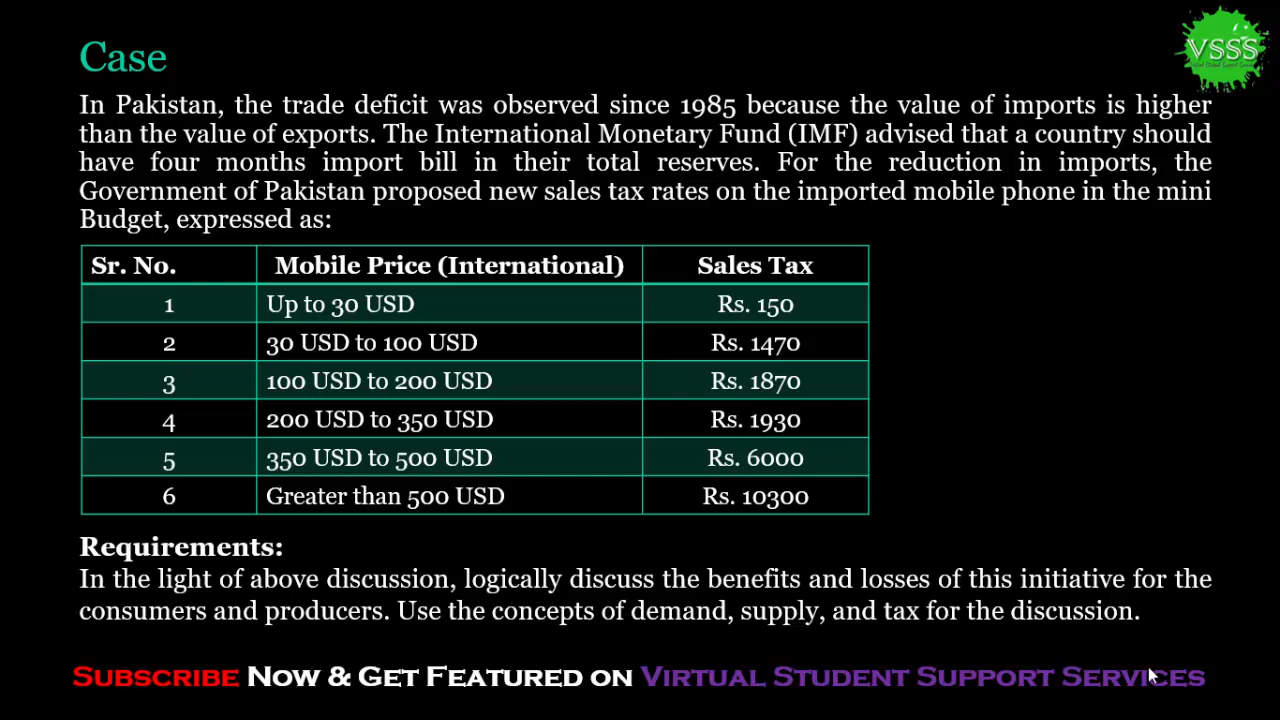 Case
VSSS
In Pakistan, the trade deficit was observed since 1985 because the value of imports is higher
than the value of exports. The International Monetary Fund (IMF) advised that a country should
have four months import bill in their total reserves. For the reduction in imports, the
Government of Pakistan proposed new sales tax rates on the imported mobile phone in the mini
Budget, expressed as:
Sr. No. Mobile Price (International) Sales Tax
1 Up to 30 USD Rs. 150
2 30 USD to 100 USD Rs. 1470
3 100 USD to 200 USD Rs. 1870
4 200 USD to 350 USD Rs. 1930
5 350 USD to 500 USD Rs. 6000
6 Greater than 500 USD Rs. 10300
Requirements:
In the light of above discussion, logically discuss the benefits and losses of this initiative for the
consumers and producers. Use the concepts of demand, supply, and tax for the discussion.
Subscribe Now & Get Featured on Virtual Student Support Services